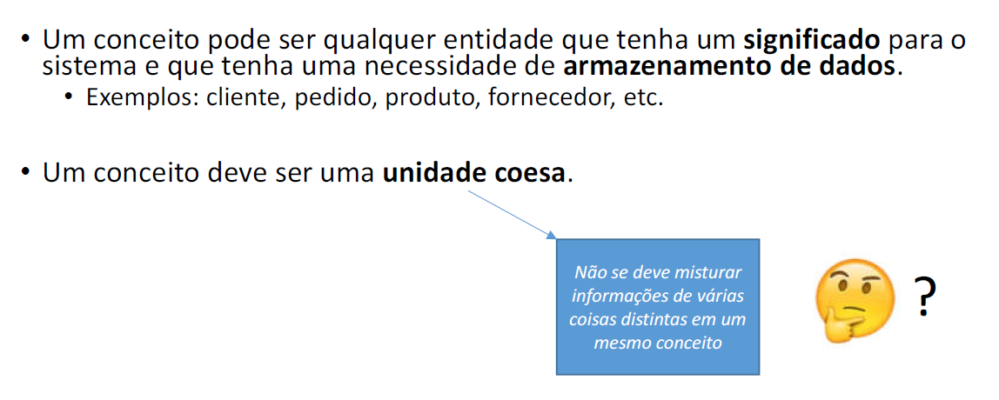 • Um conceito pode ser qualquer entidade que tenha um significado para o
sistema e que tenha uma necessidade de armazenamento de dados.
• Exemplos: cliente, pedido, produto, fornecedor, etc.
• Um conceito deve ser uma unidade coesa.
Não se deve misturar
informações de várias
coisas distintas em um
mesmo conceito
?